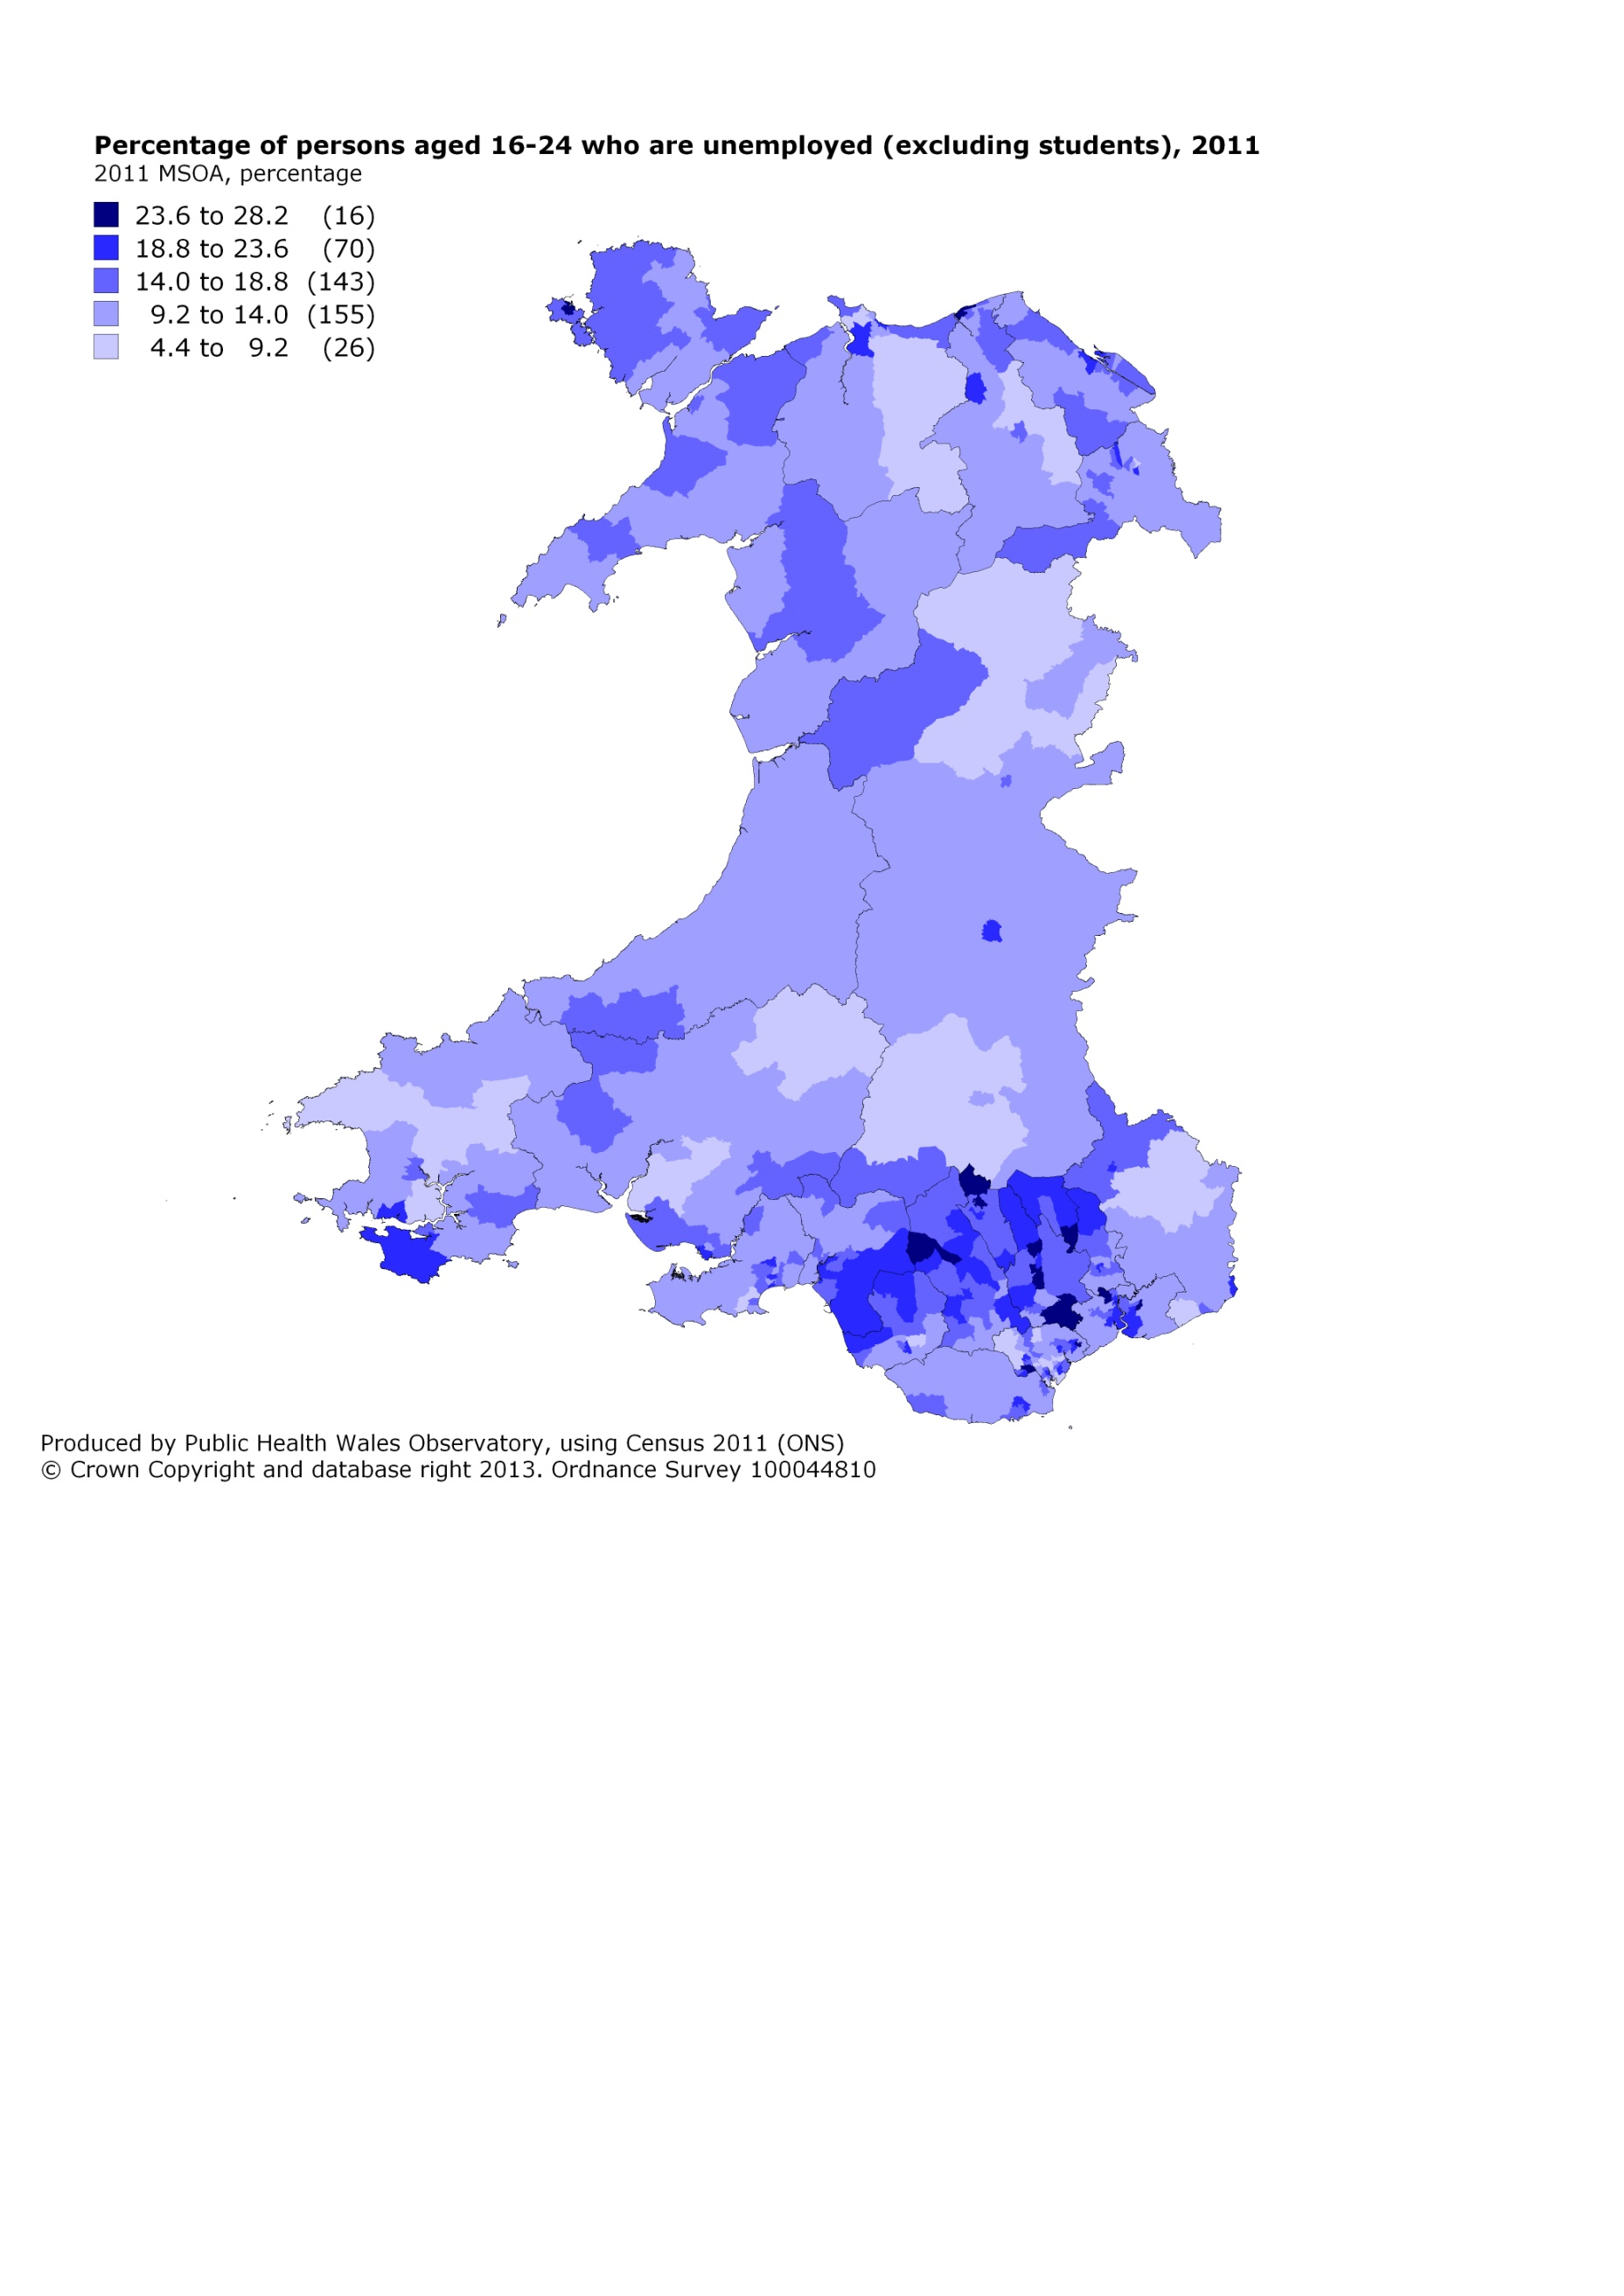 Percentage of persons aged 16-24 who are unemployed (excluding students), 2011
2011 MSOA, percentage
23.6 to 28.2 (16)
18.8 to 23.6 (70)
14.0 to 18.8 (143)
9.2 to 14.0 (155)
4.4 to 9.2 (26)
Produced by Public Health Wales Observatory, using Census 2011 (ONS)
© Crown Copyright and database right 2013. Ordnance Survey 100044810